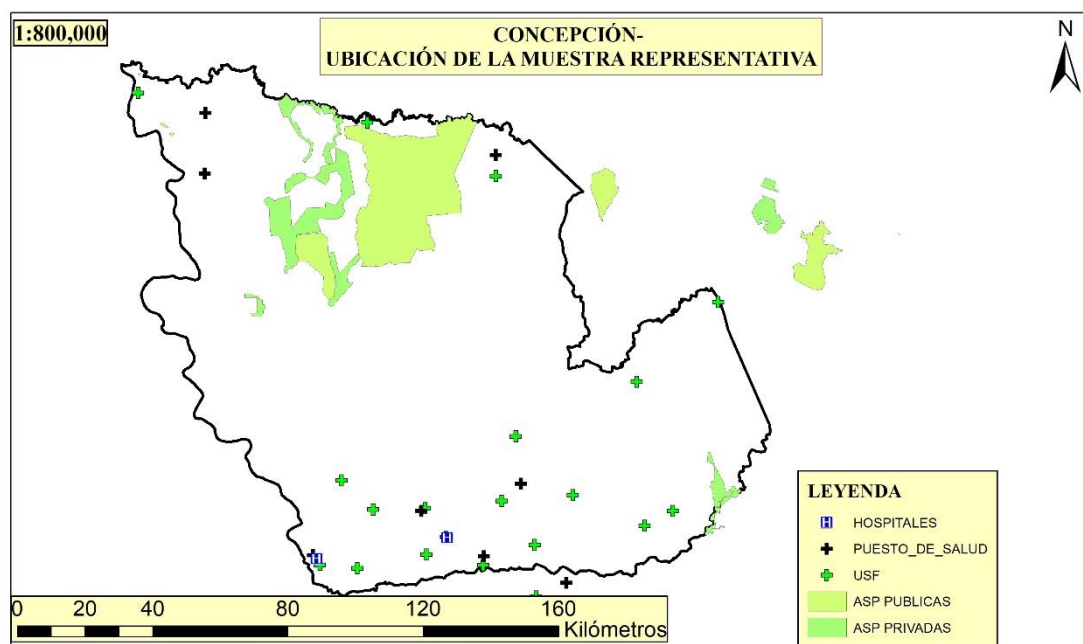 1:800,000
CONCEPCIÓN-
UBICACIÓN DE LA MUESTRA REPRESENTATIVA
N
H
H
LEYENDA
H HOSPITALES
PUESTO_DE_SALUD
USF
ASP PUBLICAS
ASP PRIVADAS
0 20 40 80 120 160
Kilómetros